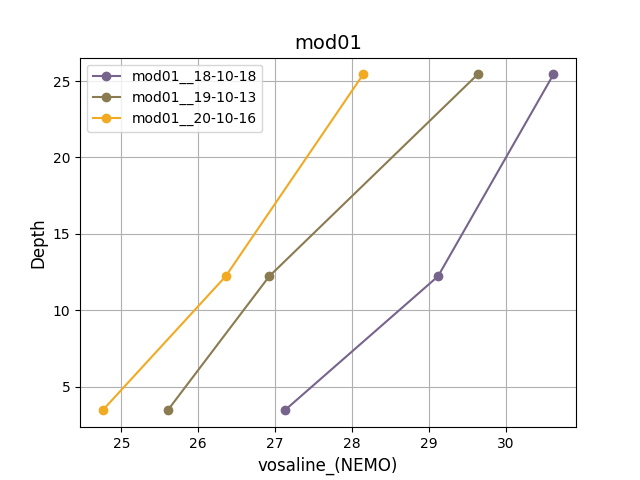 mod01
mod01__18-10-18
mod01__19-10-13
mod01__20-10-16
25
20
15
10
5
Depth
25 26 27 28 29 30
vosaline_(NEMO)